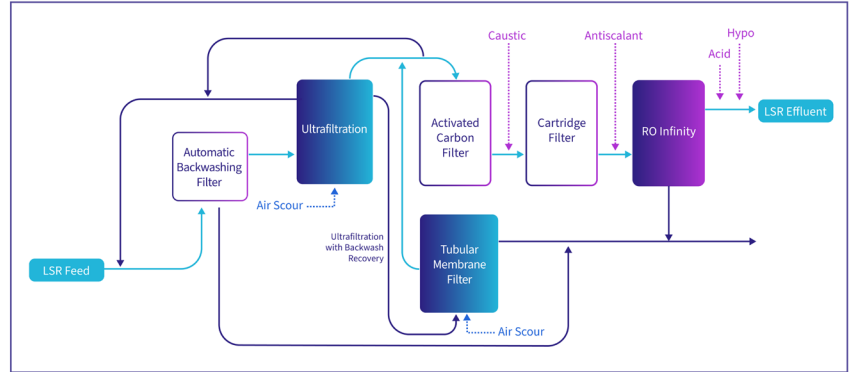 Caustic
Antiscalant
Hypo
Acid
LSR Effluent
Ultrafiltration
Activated
Carbon
Filter
Cartridge
Filter
RO Infinity
Automatic
Backwashing
Filter
Air Scour
Ultrafiltration
with Backwash
Recovery
Tubular
Membrane
Filter
LSR Feed
Air Scour